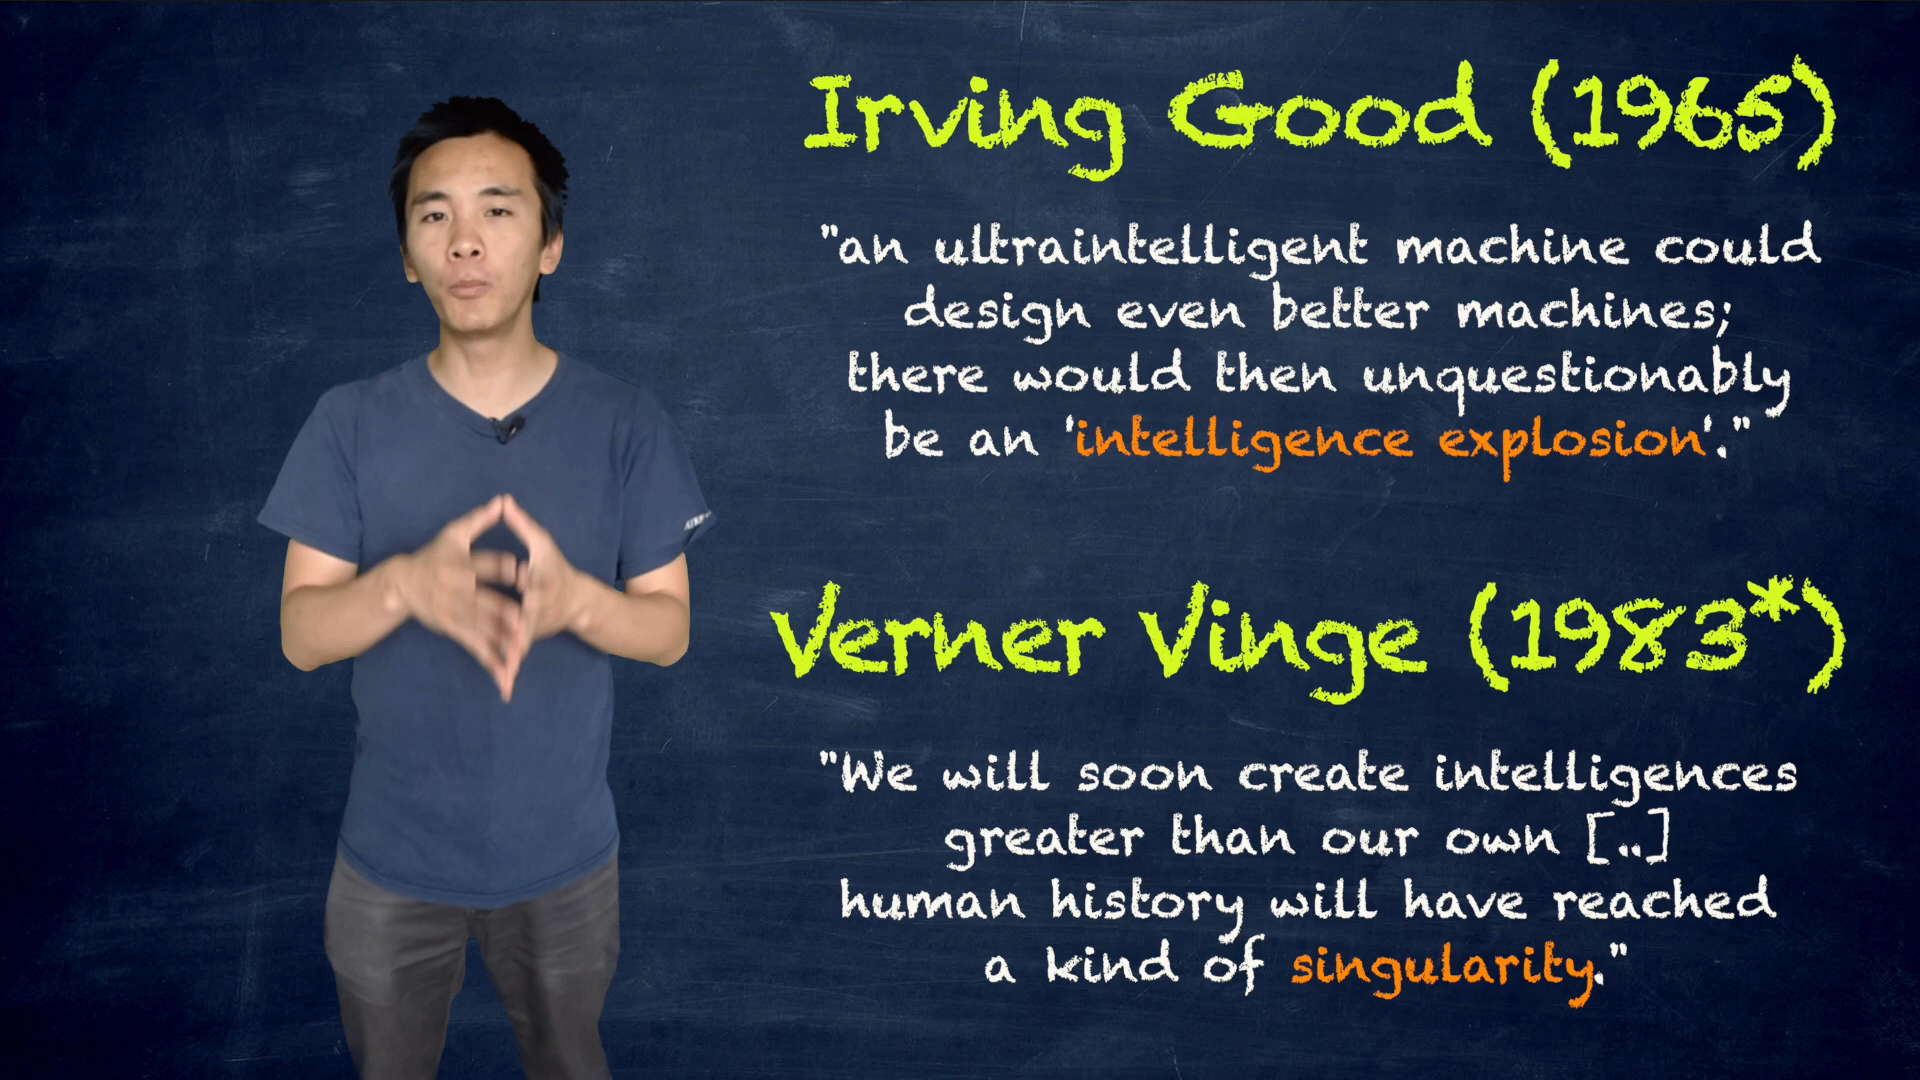 Irving Good (1965)
"an ultraintelligent machine could
design even better machines;
there would then unquestionably
be an 'intelligence explosion'."
Verner Vinge (1983*)
"We will soon create intelligences
greater than our own [..]
human history will have reached
a kind of singularity."